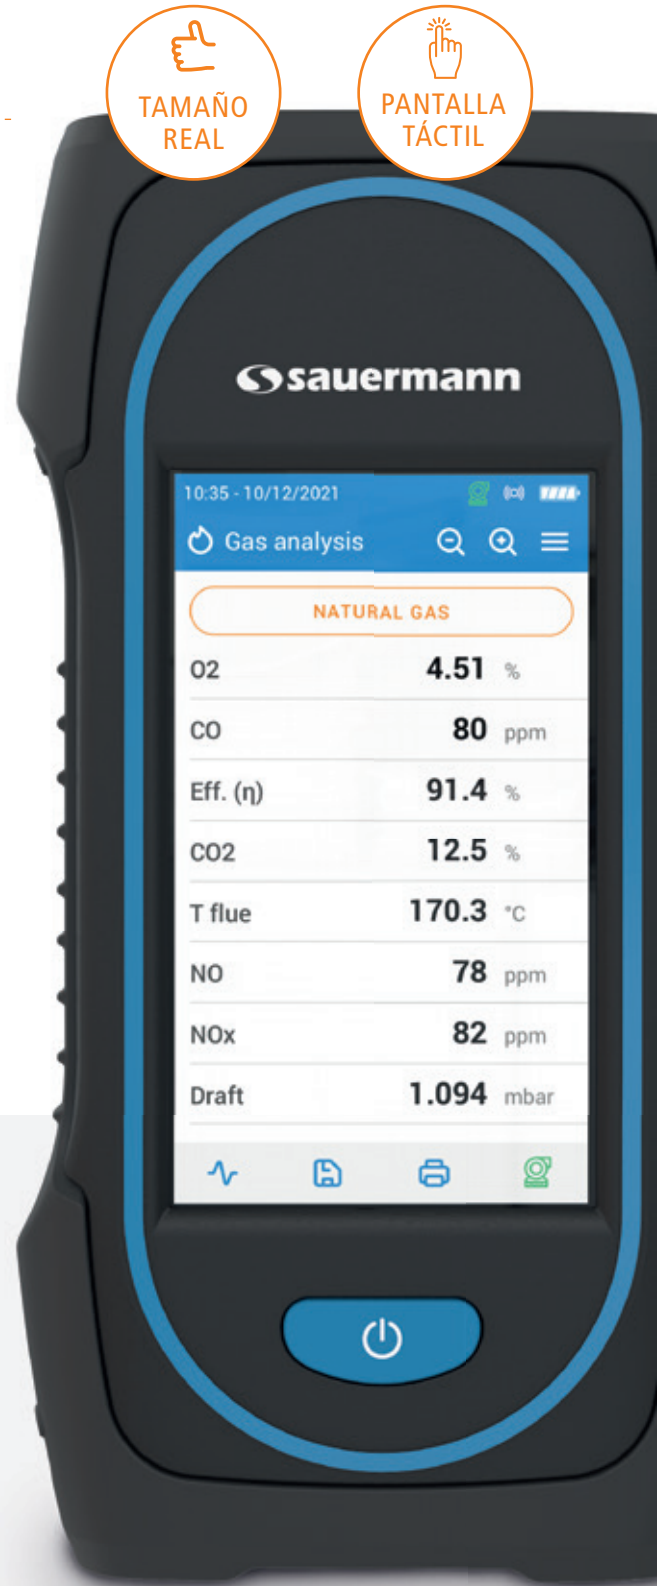 TAMAÑO
REAL
PANTALLA
TÁCTIL
sauermann
10:35 - 10/12/2021
Gas analysis
NATURAL GAS
O2 4.51 %
CO 80 ppm
Eff. (η) 91.4 %
CO2 12.5 %
T flue 170.3 °C
NO 78 ppm
NOx 82 ppm
Draft 1.094 mbar